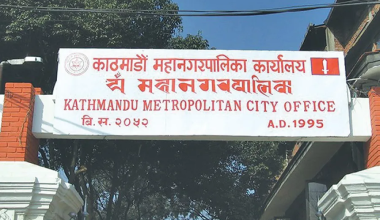 काठमाडौं महानगरपालिका कार्यालय
KATHMANDU METROPOLITAN CITY OFFICE
बि.स. २०५२ A.D. 1995